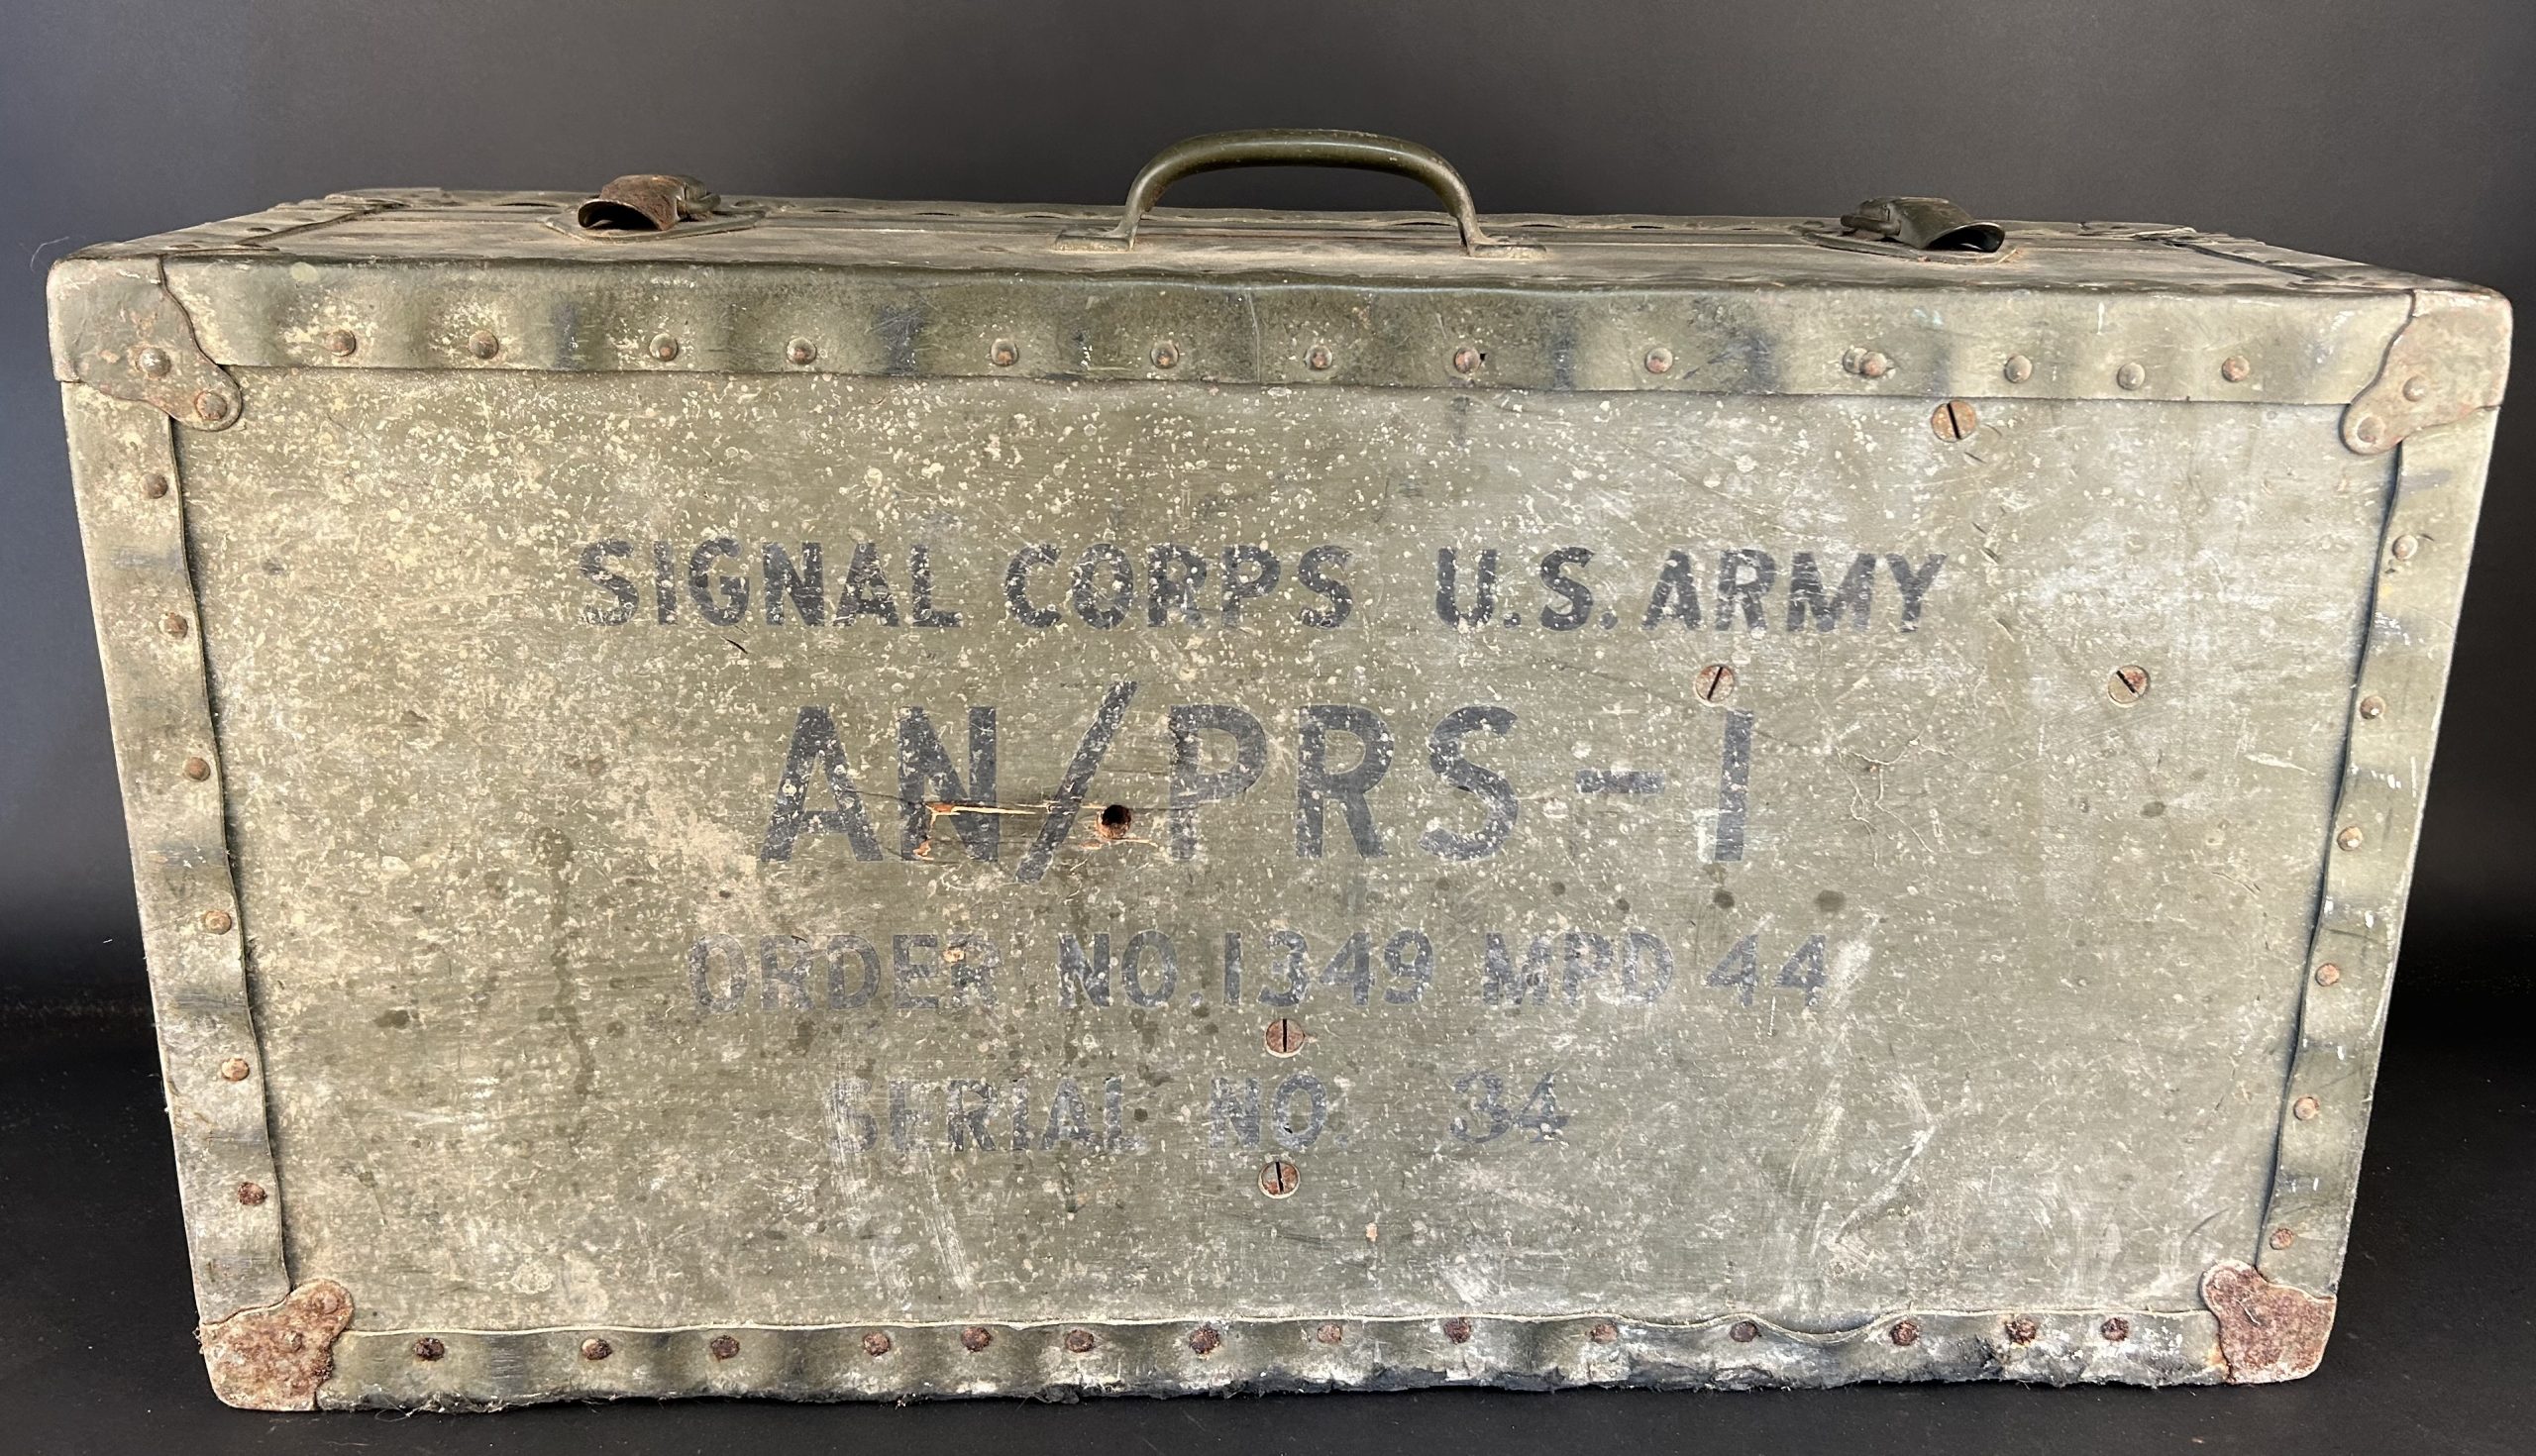 SIGNAL CORPS U.S. ARMY
AN/PRS-1
ORDER NO. 1349 MPD 44
SERIAL NO. 34